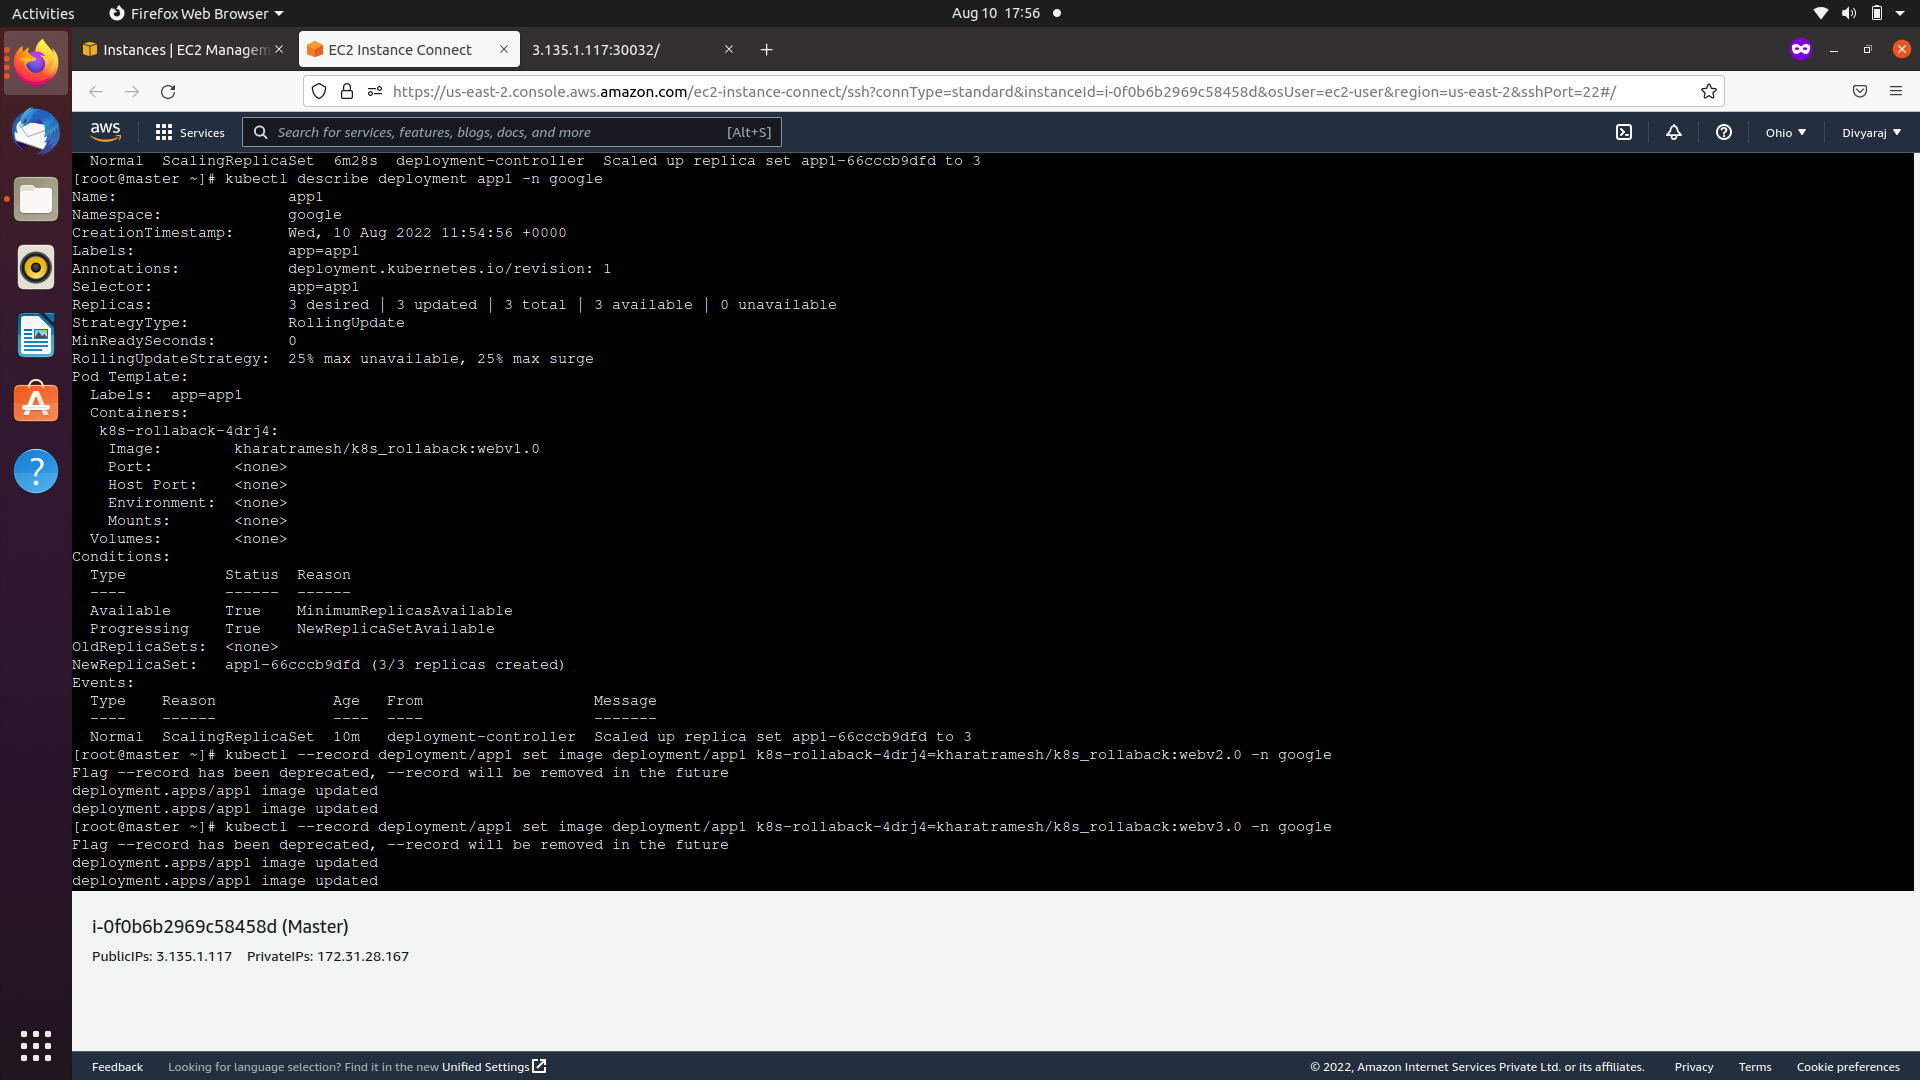 Activities Firefox Web Browser Aug 10 17:56
Instances | EC2 Managem
EC2 Instance Connect
3.135.1.117:30032/
https://us-east-2.console.aws.amazon.com/ec2-instance-connect/ssh?connType=standard&instanceId=i-0f0b6b2969c58458d&osUser=ec2-user&region=us-east-2&sshPort=22#/
aws Services Search for services, features, blogs, docs, and more [Alt+S] Ohio Divyaraj
  Normal  ScalingReplicaSet  6m28s  deployment-controller  Scaled up replica set app1-66cccb9dfd to 3
[root@master ~]# kubectl describe deployment app1 -n google
Name:                   app1
Namespace:              google
CreationTimestamp:      Wed, 10 Aug 2022 11:54:56 +0000
Labels:                 app=app1
Annotations:            deployment.kubernetes.io/revision: 1
Selector:               app=app1
Replicas:               3 desired | 3 updated | 3 total | 3 available | 0 unavailable
StrategyType:           RollingUpdate
MinReadySeconds:        0
RollingUpdateStrategy:  25% max unavailable, 25% max surge
Pod Template:
  Labels:  app=app1
  Containers:
   k8s-rollaback-4drj4:
    Image:        kharatramesh/k8s_rollaback:webv1.0
    Port:         <none>
    Host Port:    <none>
    Environment:  <none>
    Mounts:       <none>
  Volumes:        <none>
Conditions:
  Type           Status  Reason
  ----           ------  ------
  Available      True    MinimumReplicasAvailable
  Progressing    True    NewReplicaSetAvailable
OldReplicaSets:  <none>
NewReplicaSet:   app1-66cccb9dfd (3/3 replicas created)
Events:
  Type    Reason             Age   From                   Message
  ----    ------             ----  ----                   -------
  Normal  ScalingReplicaSet  10m   deployment-controller  Scaled up replica set app1-66cccb9dfd to 3
[root@master ~]# kubectl --record deployment/app1 set image deployment/app1 k8s-rollaback-4drj4=kharatramesh/k8s_rollaback:webv2.0 -n google
Flag --record has been deprecated, --record will be removed in the future
deployment.apps/app1 image updated
deployment.apps/app1 image updated
[root@master ~]# kubectl --record deployment/app1 set image deployment/app1 k8s-rollaback-4drj4=kharatramesh/k8s_rollaback:webv3.0 -n google
Flag --record has been deprecated, --record will be removed in the future
deployment.apps/app1 image updated
deployment.apps/app1 image updated
i-0f0b6b2969c58458d (Master)
PublicIPs: 3.135.1.117 PrivateIPs: 172.31.28.167
Feedback Looking for language selection? Find it in the new Unified Settings © 2022, Amazon Internet Services Private Ltd. or its affiliates. Privacy Terms Cookie preferences